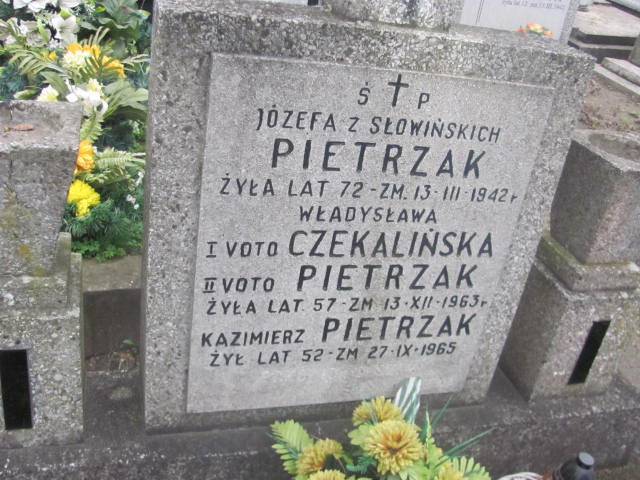 Ś † P
JÓZEFA Z SŁOWIŃSKICH
PIETRZAK
ŻYŁA LAT 72-ZM. 13·III·1942 r
WŁADYSŁAWA
I VOTO CZEKALIŃSKA
II VOTO PIETRZAK
ŻYŁA LAT. 57-ZM 13·XII·1963·r
KAZIMIERZ PIETRZAK
ŻYŁ LAT 52-ZM 27·IX·1965